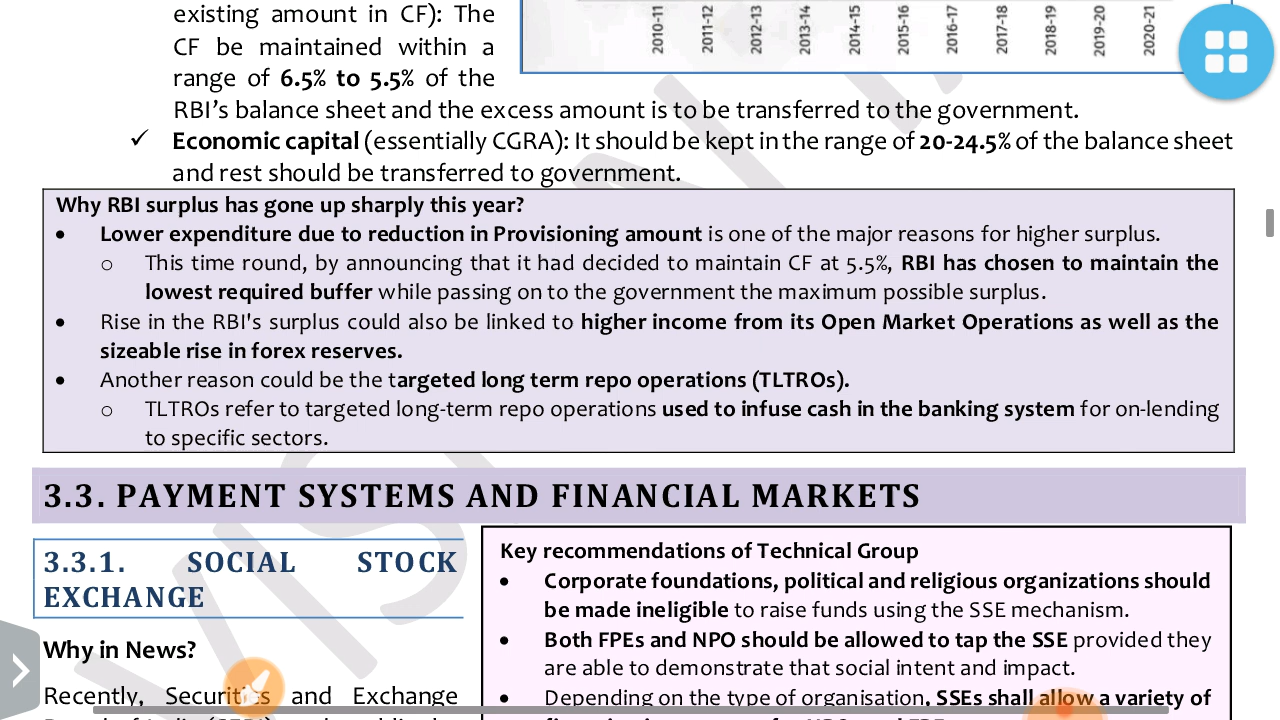 existing amount in CF): The
CF be maintained within a
range of 6.5% to 5.5% of the
2010-11
2011-12
2012-13
2013-14
2014-15
2015-16
2016-17
2017-18
2018-19
2019-20
2020-21
RBI's balance sheet and the excess amount is to be transferred to the government.
✓ Economic capital (essentially CGRA): It should be kept in the range of 20-24.5% of the balance sheet
and rest should be transferred to government.
Why RBI surplus has gone up sharply this year?
• Lower expenditure due to reduction in Provisioning amount is one of the major reasons for higher surplus.
o This time round, by announcing that it had decided to maintain CF at 5.5%, RBI has chosen to maintain the
lowest required buffer while passing on to the government the maximum possible surplus.
• Rise in the RBI's surplus could also be linked to higher income from its Open Market Operations as well as the
sizeable rise in forex reserves.
• Another reason could be the targeted long term repo operations (TLTROs).
o TLTROs refer to targeted long-term repo operations used to infuse cash in the banking system for on-lending
to specific sectors.
3.3. PAYMENT SYSTEMS AND FINANCIAL MARKETS
3.3.1. SOCIAL STOCK
EXCHANGE
Why in News?
Recently, Securities and Exchange
Key recommendations of Technical Group
• Corporate foundations, political and religious organizations should
be made ineligible to raise funds using the SSE mechanism.
• Both FPEs and NPO should be allowed to tap the SSE provided they
are able to demonstrate that social intent and impact.
• Depending on the type of organisation, SSEs shall allow a variety of